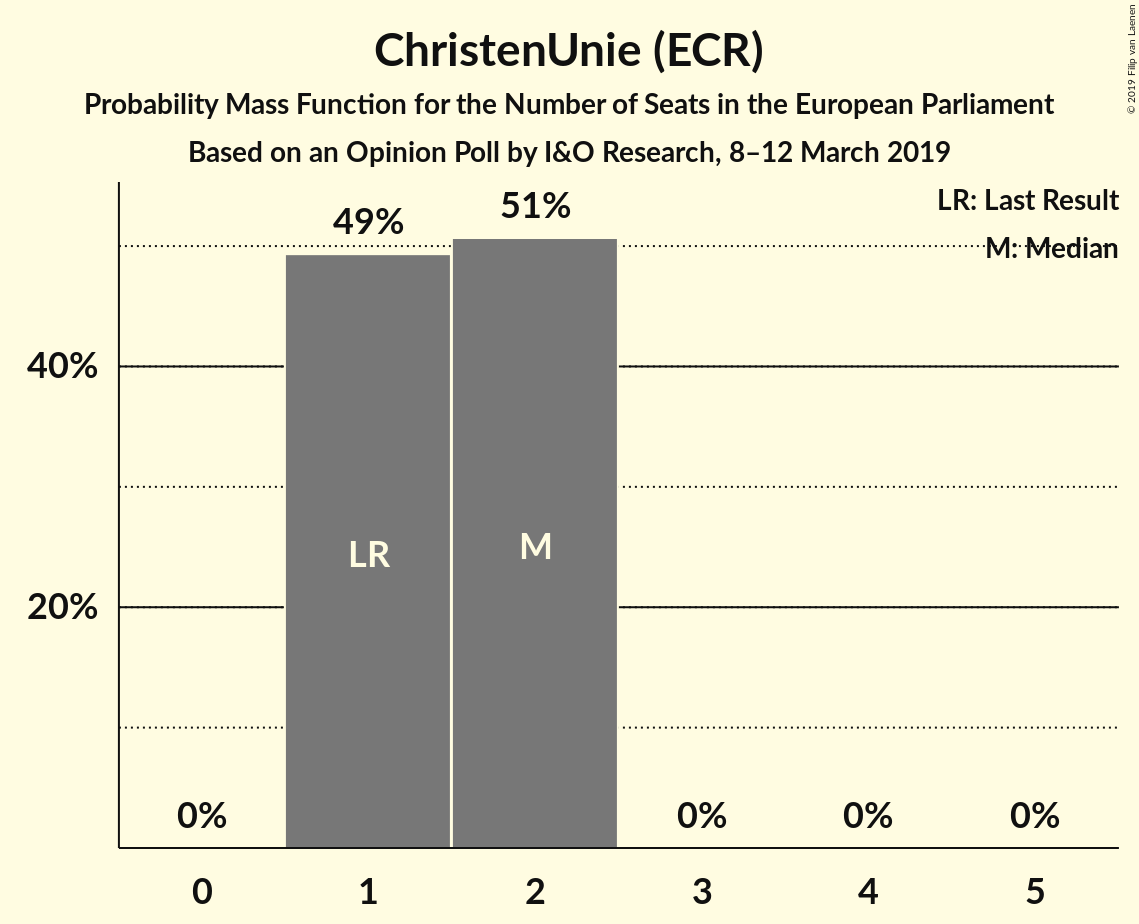 ChristenUnie (ECR)
Probability Mass Function for the Number of Seats in the European Parliament
Based on an Opinion Poll by I&O Research, 8–12 March 2019
© 2019 Filip van Laenen
LR: Last Result
M: Median
49%
51%
40%
20%
LR
M
0%
0%
0%
0%
0
1
2
3
4
5